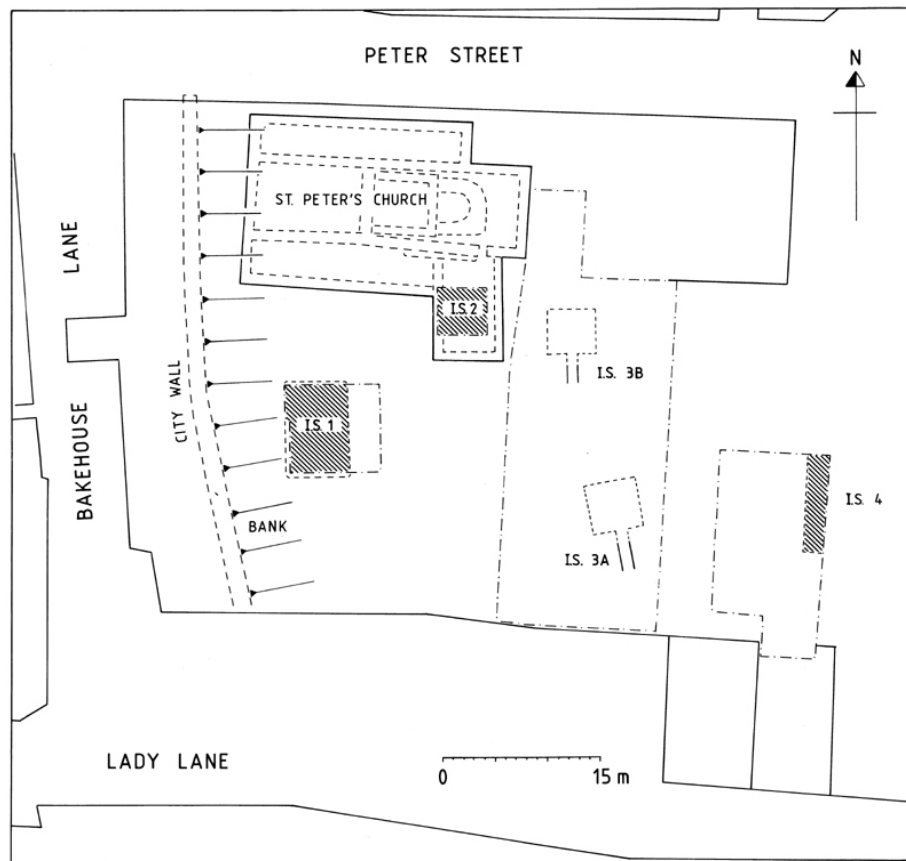 PETER STREET
N
ST. PETER'S CHURCH
LANE
I.S. 2
I.S. 3B
CITY WALL
I.S. 1
BAKEHOUSE
I.S. 4
BANK
I.S. 3A
LADY LANE
0 15 m